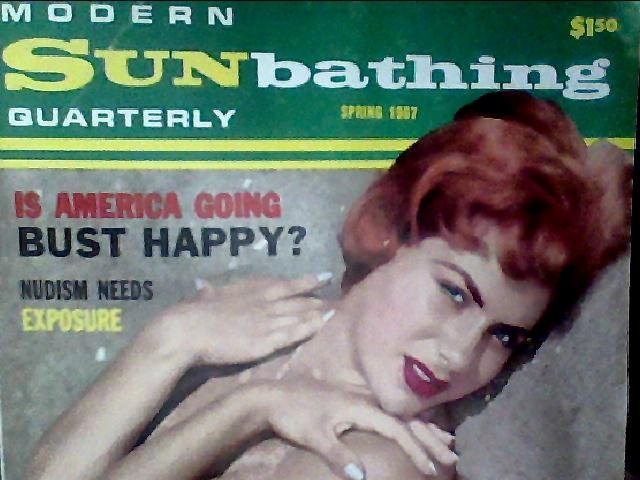 MODERN
SUNbathing
QUARTERLY
$150
SPRING 1967
IS AMERICA GOING
BUST HAPPY?
NUDISM NEEDS
EXPOSURE